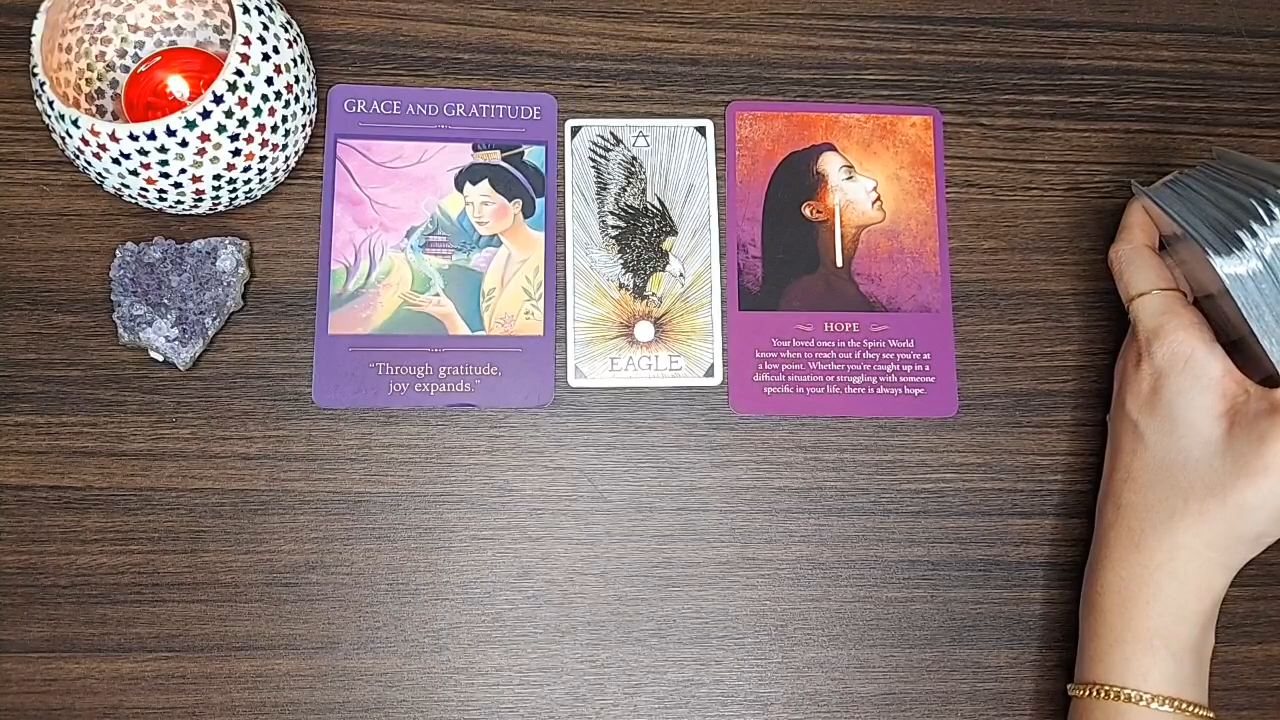 GRACE AND GRATITUDE
"Through gratitude,
joy expands."
EAGLE
HOPE
Your loved ones in the Spirit World
know when to reach out if they see you're at
a low point. Whether you're caught up in a
difficult situation or struggling with someone
specific in your life, there is always hope.